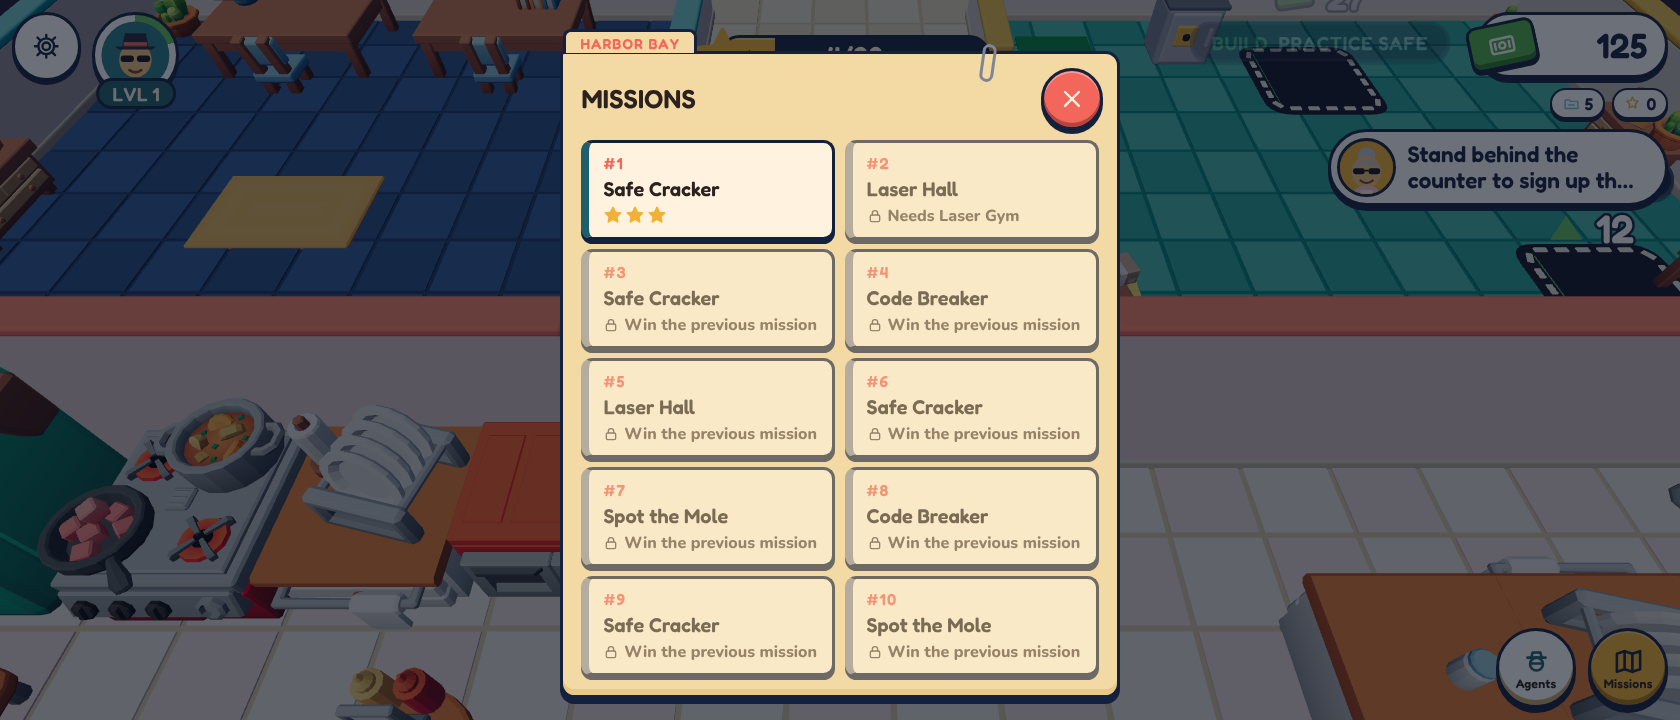 HARBOR BAY
MISSIONS
#1
Safe Cracker
#2
Laser Hall
Needs Laser Gym
#3
Safe Cracker
Win the previous mission
#4
Code Breaker
Win the previous mission
#5
Laser Hall
Win the previous mission
#6
Safe Cracker
Win the previous mission
#7
Spot the Mole
Win the previous mission
#8
Code Breaker
Win the previous mission
#9
Safe Cracker
Win the previous mission
#10
Spot the Mole
Win the previous mission
LVL 1
BUILD PRACTICE SAFE
125
5
0
Stand behind the
counter to sign up th...
12
Agents
Missions